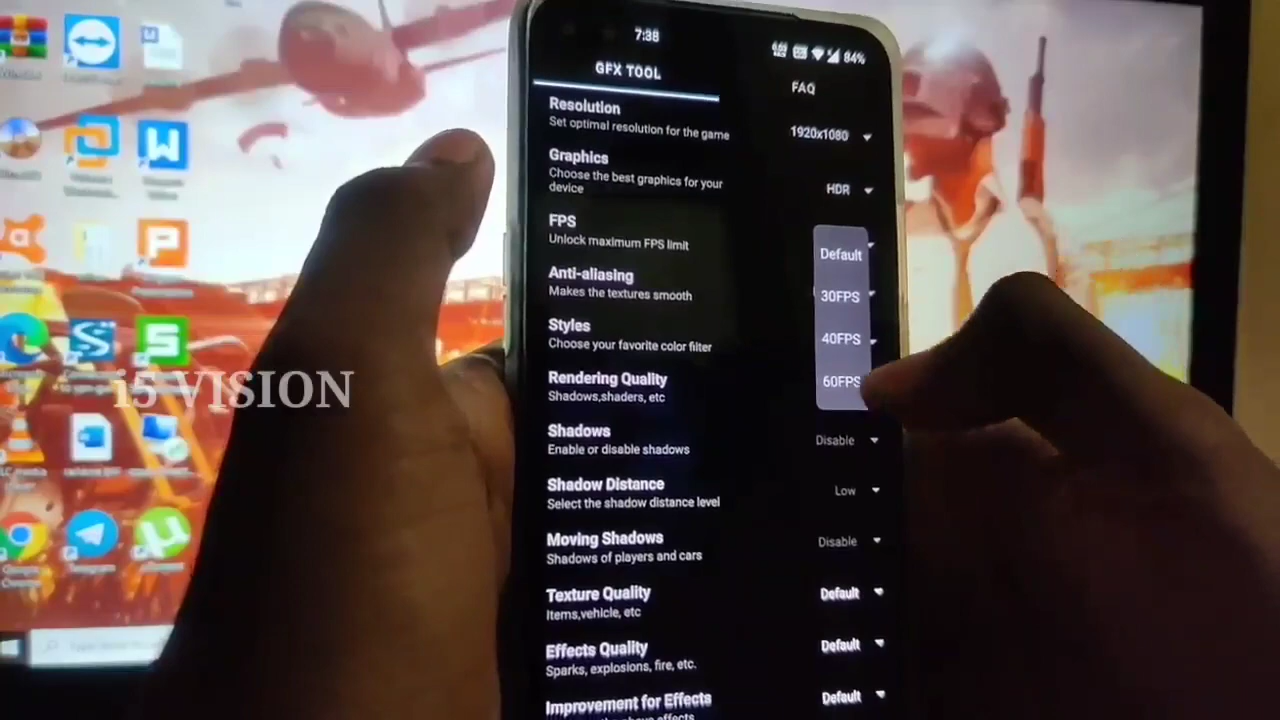 7:38
84%
GFX TOOL
FAQ
Resolution
Set optimal resolution for the game
1920x1080
Graphics
Choose the best graphics for your
device
HDR
FPS
Unlock maximum FPS limit
Default
30FPS
40FPS
60FPS
Anti-aliasing
Makes the textures smooth
Styles
Choose your favorite color filter
Rendering Quality
Shadows,shaders, etc
Shadows
Enable or disable shadows
Disable
Shadow Distance
Select the shadow distance level
Low
Moving Shadows
Shadows of players and cars
Disable
Texture Quality
Items,vehicle, etc
Default
Effects Quality
Sparks, explosions, fire, etc.
Default
Improvement for Effects
Default
i5 VISION
Telegram